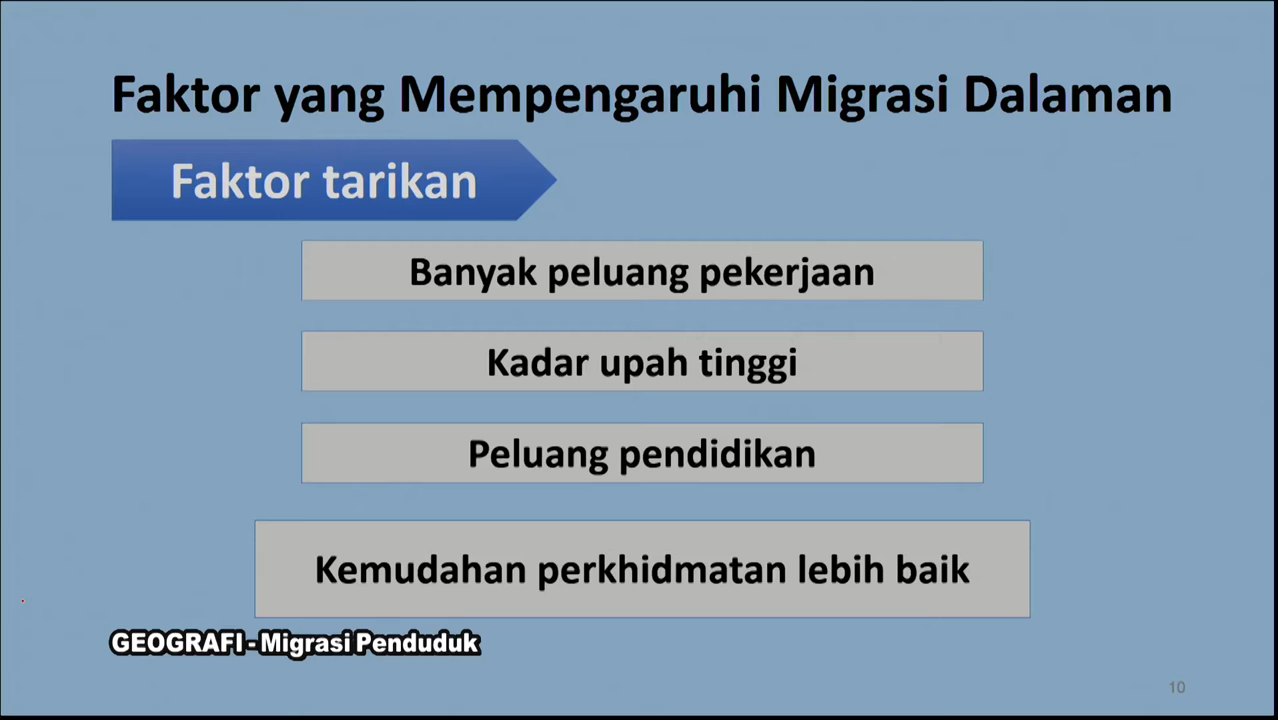 Faktor yang Mempengaruhi Migrasi Dalaman
Faktor tarikan
Banyak peluang pekerjaan
Kadar upah tinggi
Peluang pendidikan
Kemudahan perkhidmatan lebih baik
GEOGRAFI - Migrasi Penduduk
10